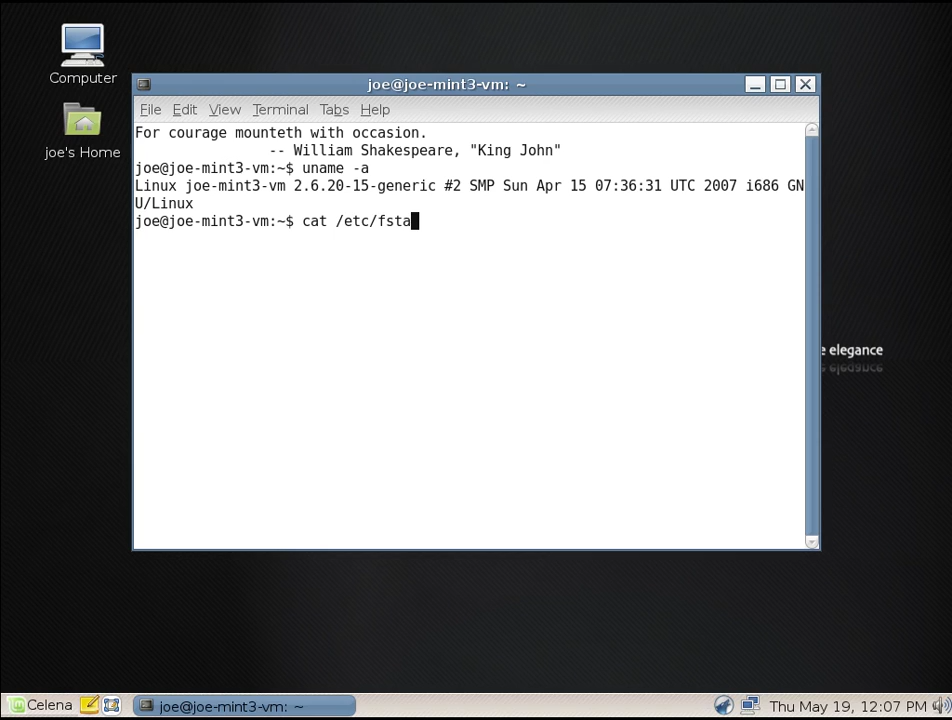 Computer
joe's Home
joe@joe-mint3-vm: ~
File Edit View Terminal Tabs Help
For courage mounteth with occasion.
-- William Shakespeare, "King John"
joe@joe-mint3-vm:~$ uname -a
Linux joe-mint3-vm 2.6.20-15-generic #2 SMP Sun Apr 15 07:36:31 UTC 2007 i686 GN
U/Linux
joe@joe-mint3-vm:~$ cat /etc/fsta
e elegance
Celena joe@joe-mint3-vm: ~ Thu May 19, 12:07 PM